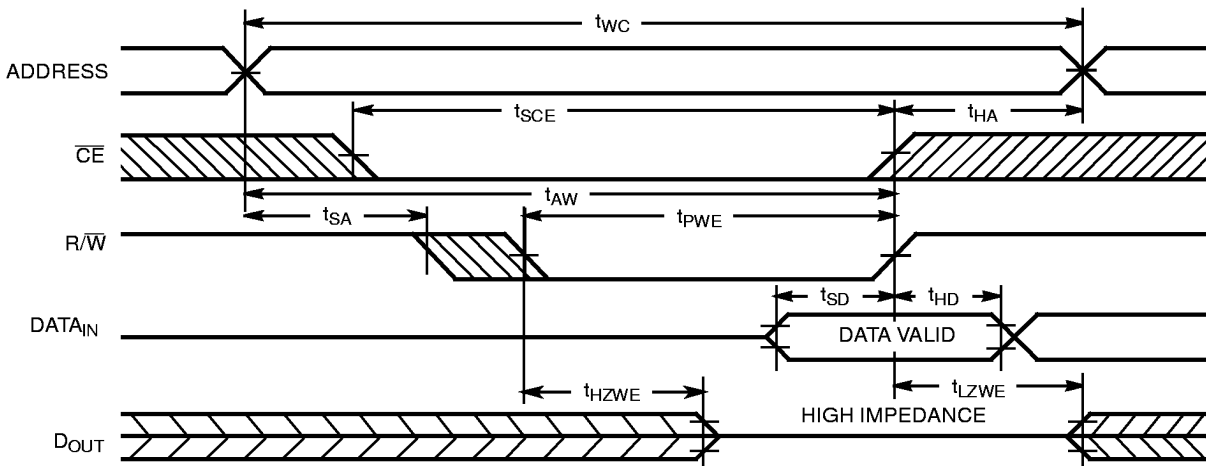 tWC
ADDRESS
tSCE
tHA
CE
tAW
tSA
tPWE
R/W
tSD
tHD
DATAIN
DATA VALID
tHZWE
tLZWE
HIGH IMPEDANCE
DOUT